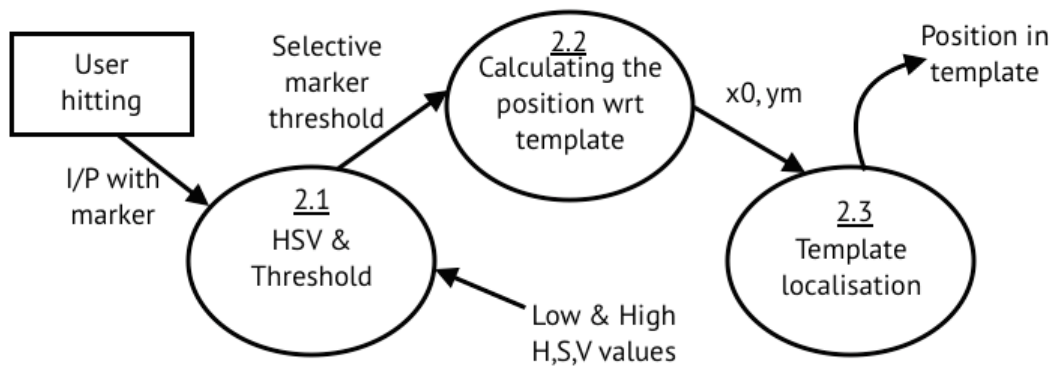 User
hitting
I/P with
marker
Selective
marker
threshold
2.1
HSV &
Threshold
Low & High
H,S,V values
2.2
Calculating the
position wrt
template
x0, ym
2.3
Template
localisation
Position in
template